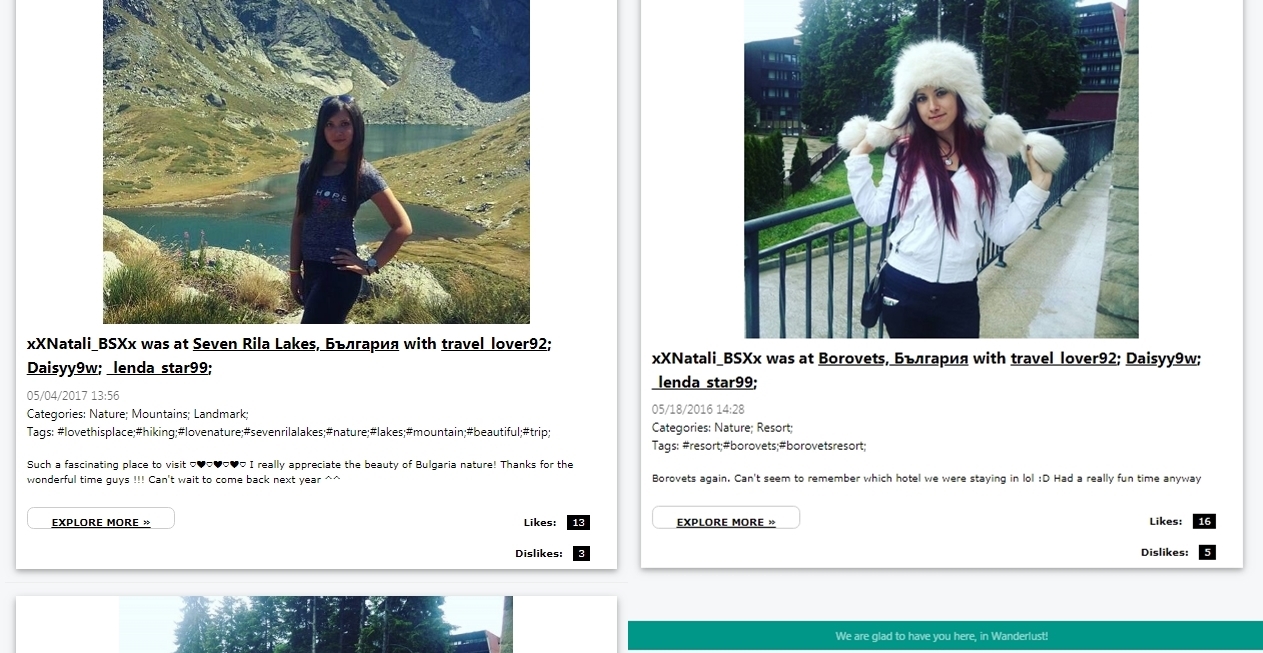 HOPE
xXNatali_BSXx was at Seven Rila Lakes, България with travel_lover92;
Daisyy9w; _lenda_star99;
05/04/2017 13:56
Categories: Nature; Mountains; Landmark;
Tags: #lovethisplace;#hiking;#lovenature;#sevenrilalakes;#nature;#lakes;#mountain;#beautiful;#trip;
Such a fascinating place to visit ♡♥♡♥♡♥♡ I really appreciate the beauty of Bulgaria nature! Thanks for the
wonderful time guys !!! Can't wait to come back next year ^^
EXPLORE MORE »
Likes: 13
Dislikes: 3
xXNatali_BSXx was at Borovets, България with travel_lover92; Daisyy9w;
_lenda_star99;
05/18/2016 14:28
Categories: Nature; Resort;
Tags: #resort;#borovets;#borovetsresort;
Borovets again. Can't seem to remember which hotel we were staying in lol :D Had a really fun time anyway
EXPLORE MORE »
Likes: 16
Dislikes: 5
We are glad to have you here, in Wanderlust!